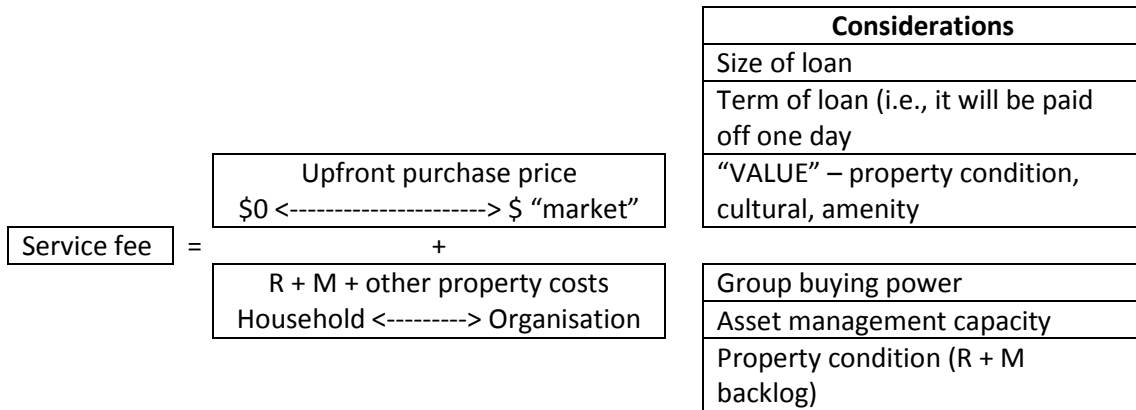 Considerations
Size of loan
Term of loan (i.e., it will be paid
off one day
Upfront purchase price
$0 <----------------------> $ “market”
“VALUE” – property condition,
cultural, amenity
Service fee = +
R + M + other property costs
Household <---------> Organisation
Group buying power
Asset management capacity
Property condition (R + M
backlog)